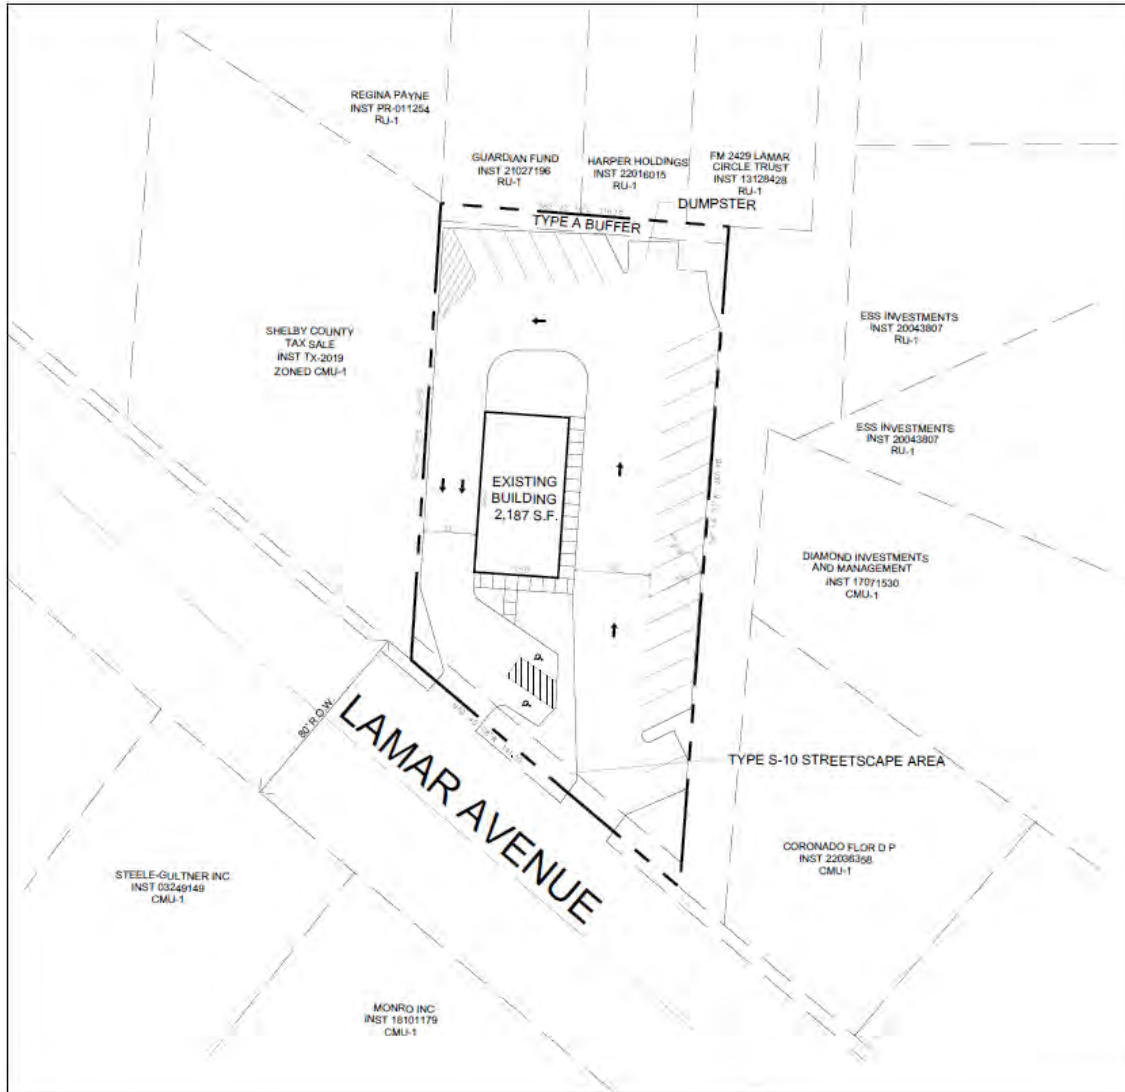 REGINA PAYNE
INST PR-011254
RU-1
GUARDIAN FUND
INST 21027196
RU-1
HARPER HOLDINGS
INST 22016015
RU-1
FM 2429 LAMAR
CIRCLE TRUST
INST 13128428
RU-1
DUMPSTER
TYPE A BUFFER
SHELBY COUNTY
TAX SALE
INST TX-2019
ZONED CMU-1
ESS INVESTMENTS
INST 20043807
RU-1
ESS INVESTMENTS
INST 20043807
RU-1
EXISTING
BUILDING
2,187 S.F.
DIAMOND INVESTMENTS
AND MANAGEMENT
INST 17071530
CMU-1
80' R.O.W.
LAMAR AVENUE
TYPE S-10 STREETSCAPE AREA
CORONADO FLOR D P
INST 22036368
CMU-1
STEELE-GULTNER INC
INST 03249149
CMU-1
MONRO INC
INST 18101179
CMU-1